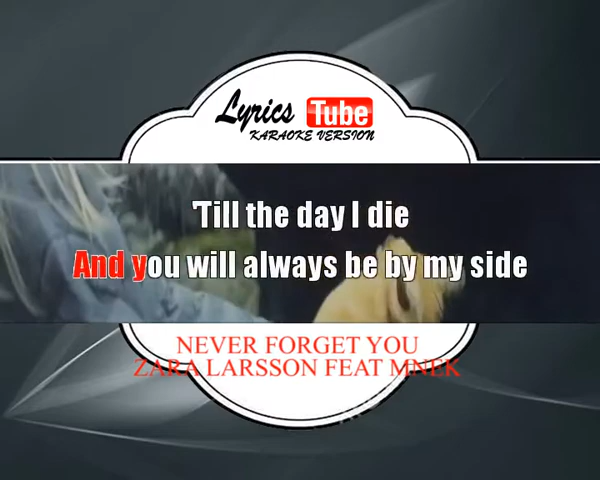 Lyrics Tube
KARAOKE VERSION
'Till the day I die
And you will always be by my side
NEVER FORGET YOU
ZARA LARSSON FEAT MNEK